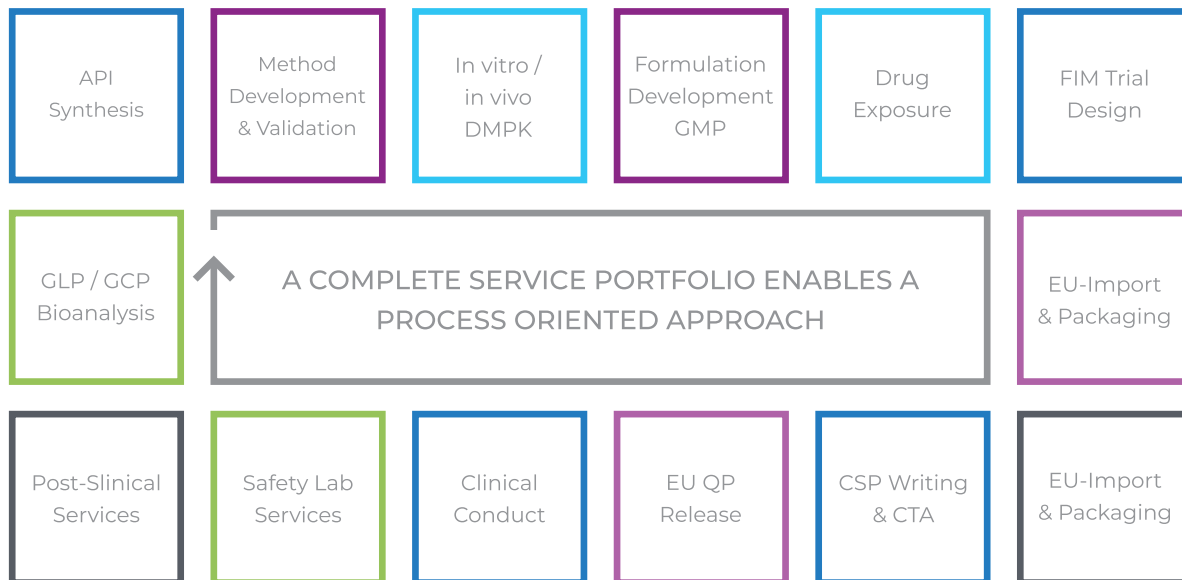 API
Synthesis
Method
Development
& Validation
In vitro /
in vivo
DMPK
Formulation
Development
GMP
Drug
Exposure
FIM Trial
Design
GLP / GCP
Bioanalysis
A COMPLETE SERVICE PORTFOLIO ENABLES A
PROCESS ORIENTED APPROACH
EU-Import
& Packaging
Post-Slinical
Services
Safety Lab
Services
Clinical
Conduct
EU QP
Release
CSP Writing
& CTA
EU-Import
& Packaging